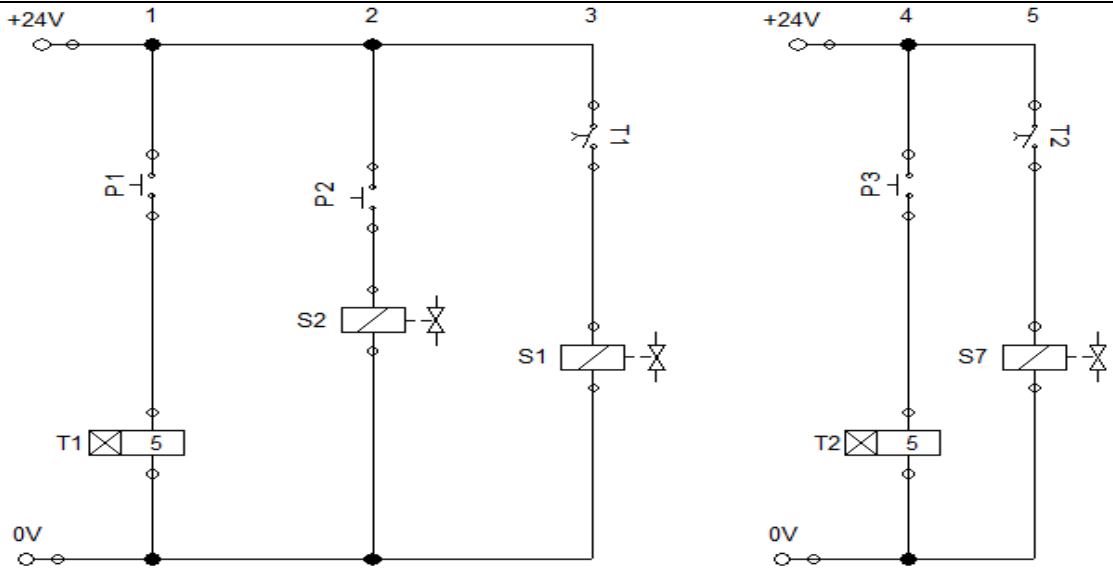 +24V 1 2 3 +24V 4 5
T1 T2
P1 P2 P3
S2
S1 S7
T1 5 T2 5
0V 0V